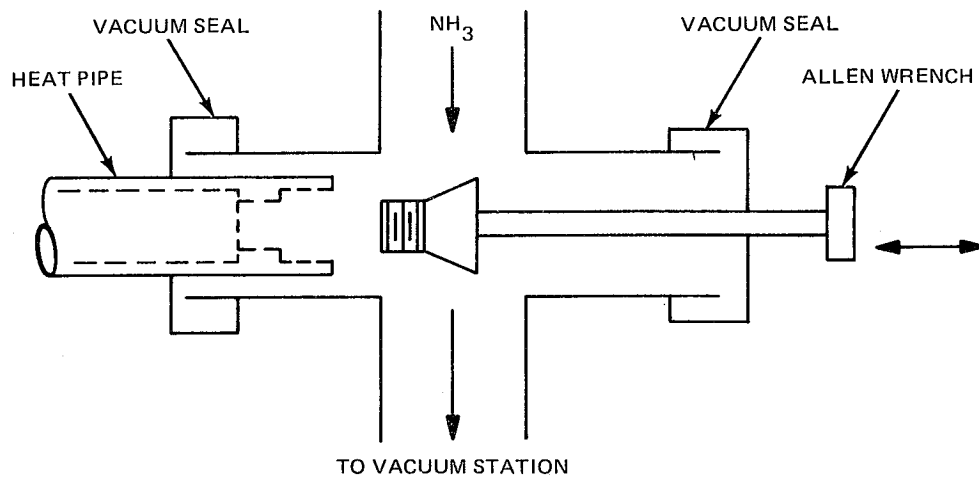 VACUUM SEAL
NH3
VACUUM SEAL
HEAT PIPE
ALLEN WRENCH
TO VACUUM STATION